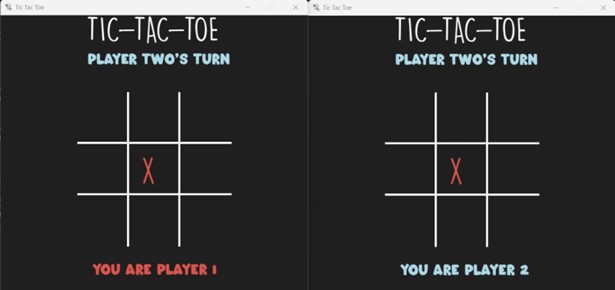 Tic Tac Toe
TIC-TAC-TOE
PLAYER TWO'S TURN
X
YOU ARE PLAYER 1
Tic Tac Toe
TIC-TAC-TOE
PLAYER TWO'S TURN
X
YOU ARE PLAYER 2